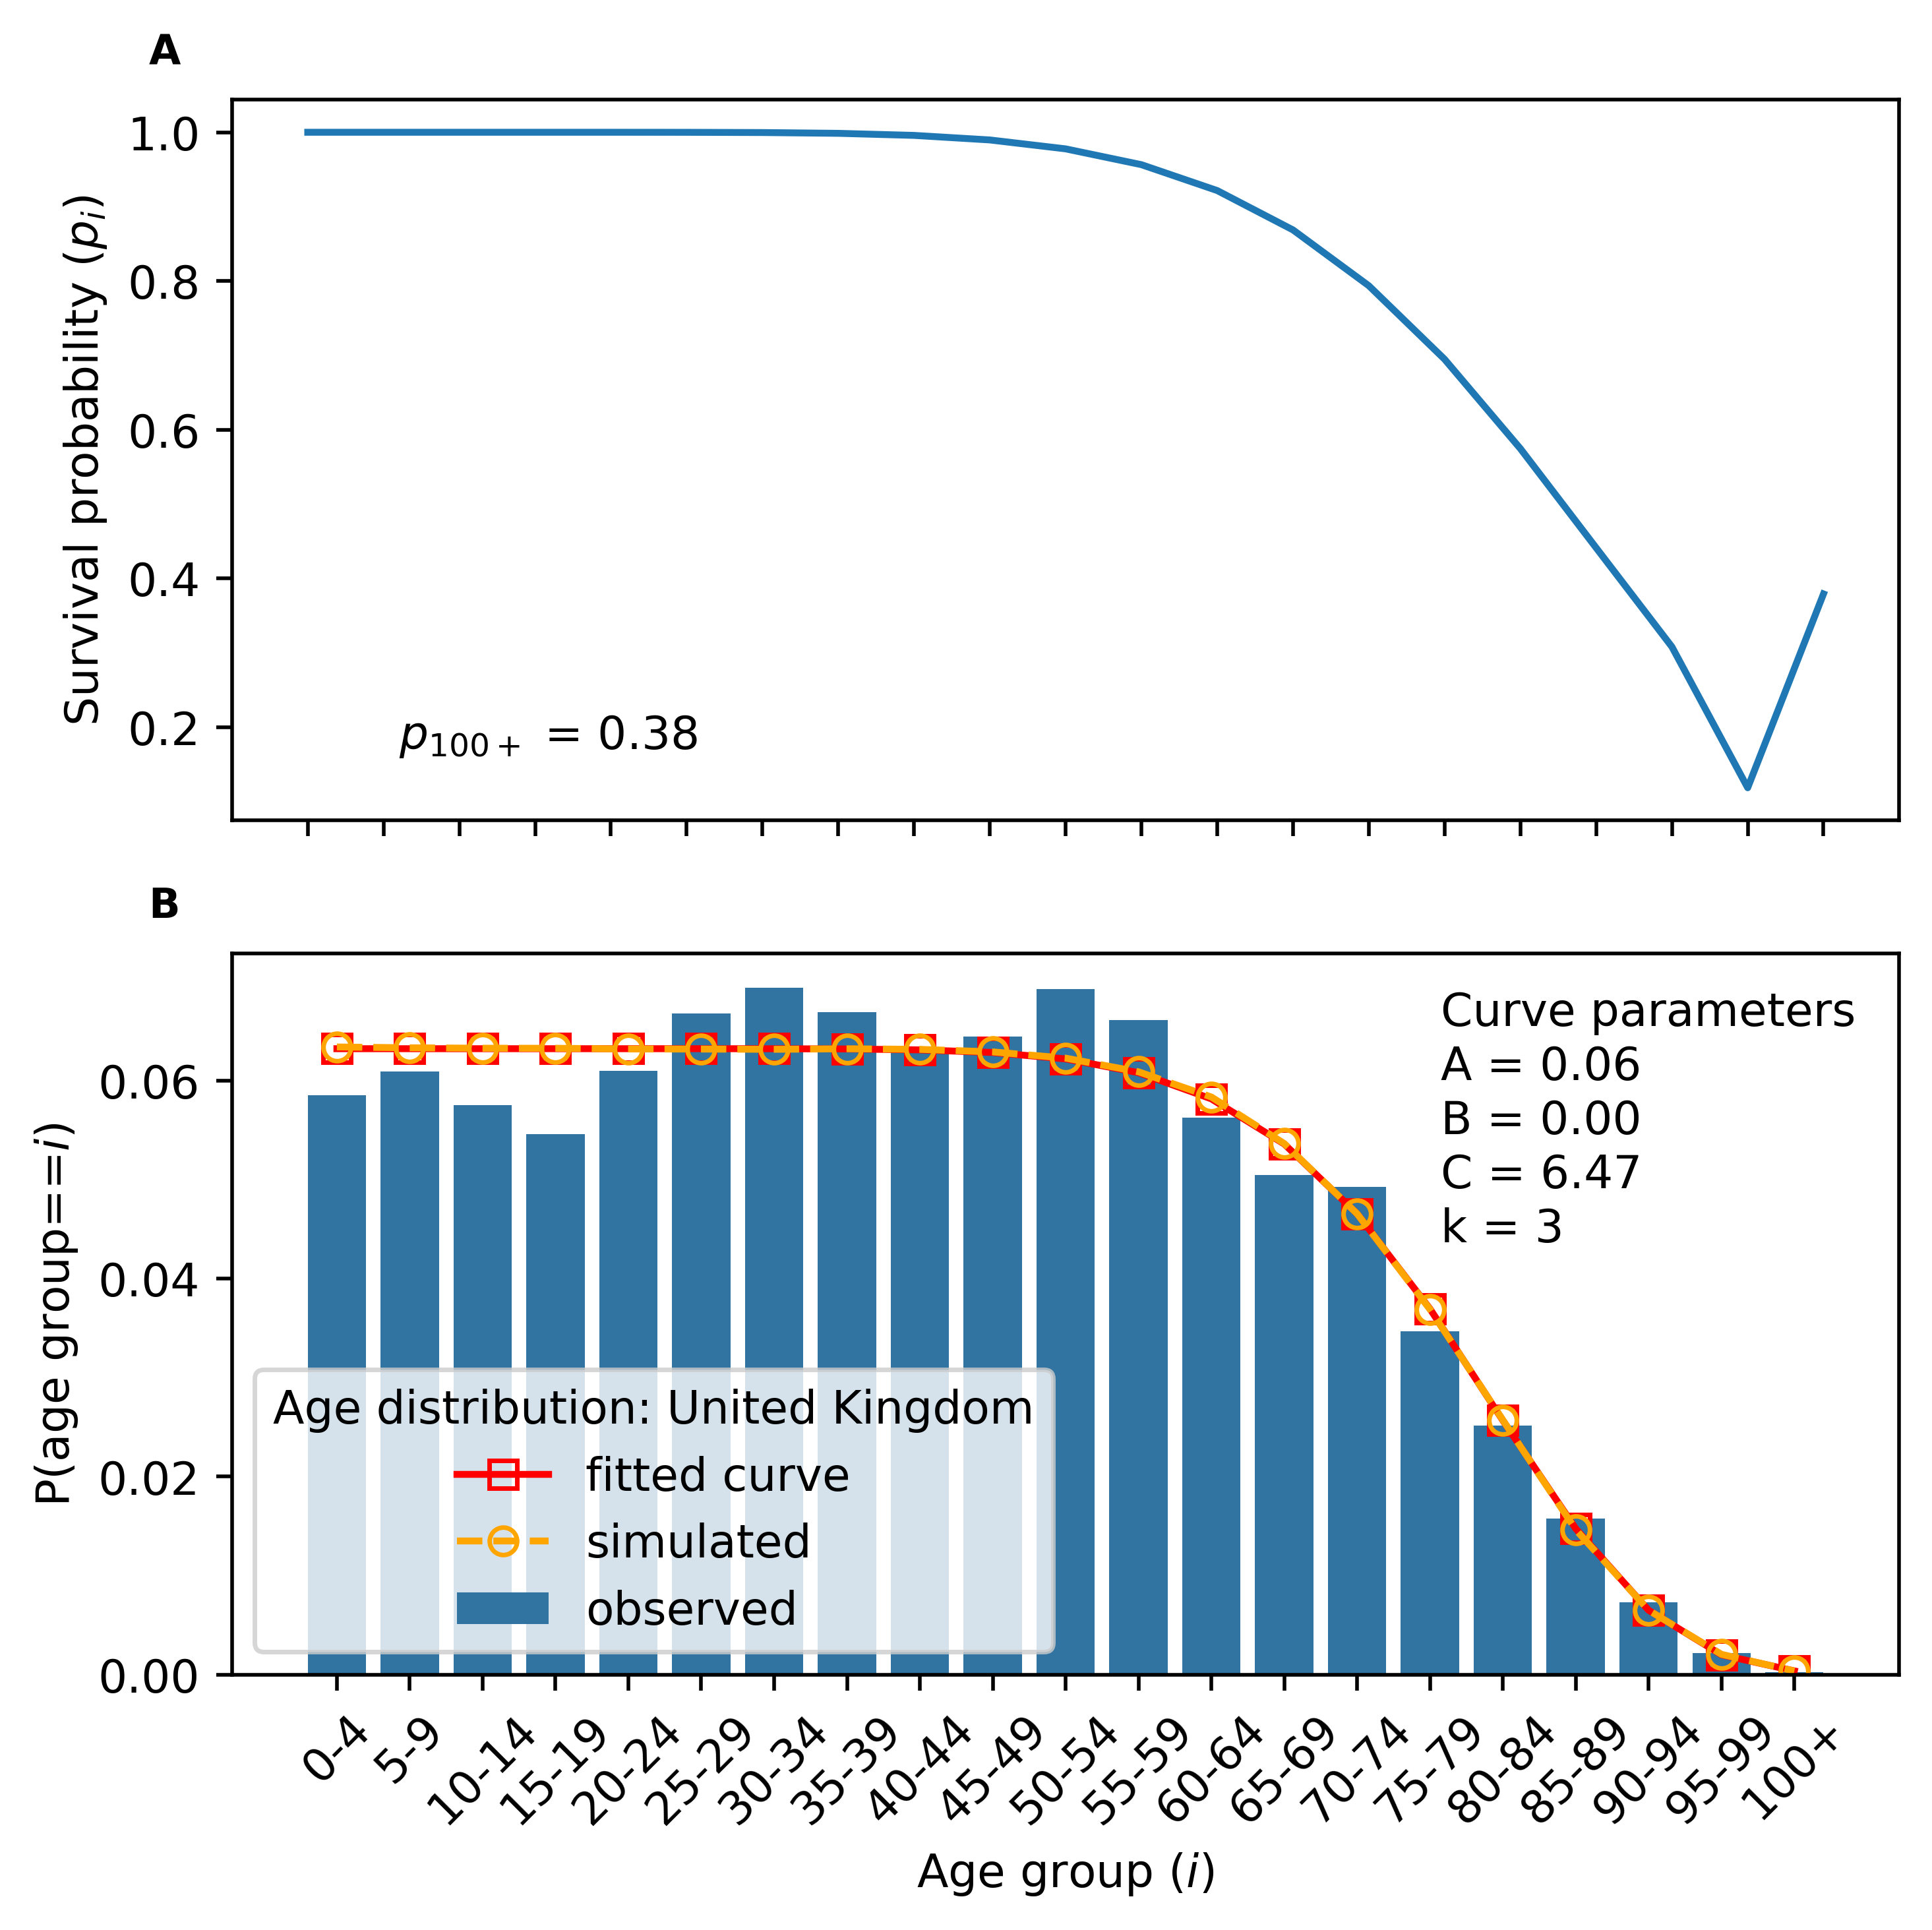 A
Survival probability (pᵢ)
1.0
0.8
0.6
0.4
0.2
p₁₀₀₊ = 0.38
B
P(age group==i)
0.06
0.04
0.02
0.00
Curve parameters
A = 0.06
B = 0.00
C = 6.47
k = 3
Age distribution: United Kingdom
fitted curve
simulated
observed
0-4
5-9
10-14
15-19
20-24
25-29
30-34
35-39
40-44
45-49
50-54
55-59
60-64
65-69
70-74
75-79
80-84
85-89
90-94
95-99
100+
Age group (i)